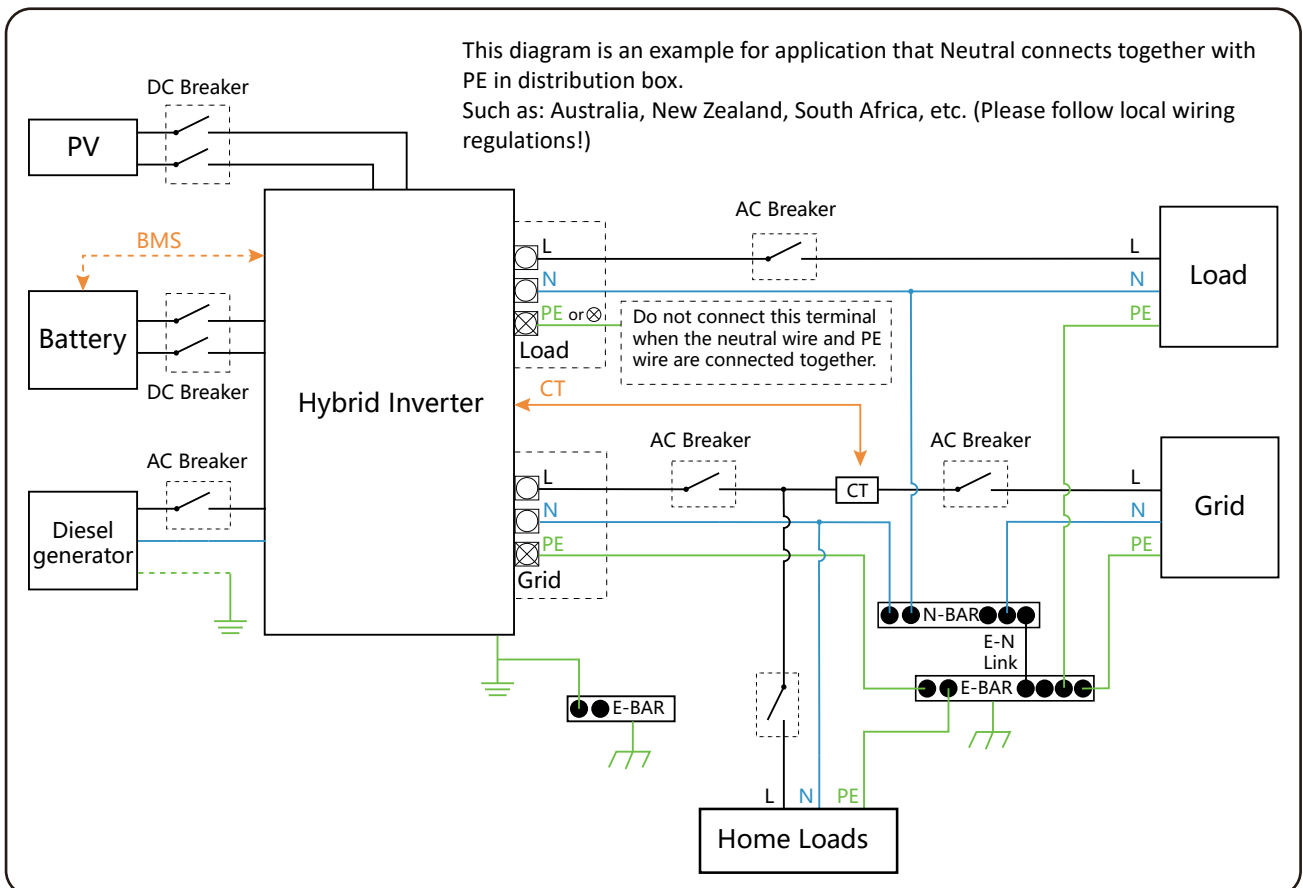 This diagram is an example for application that Neutral connects together with
PE in distribution box.
Such as: Australia, New Zealand, South Africa, etc. (Please follow local wiring
regulations!)
DC Breaker
PV
AC Breaker
BMS
L
L
N
N
Load
PE or ⊗
PE
Do not connect this terminal
when the neutral wire and PE
wire are connected together.
Load
Battery
DC Breaker
CT
Hybrid Inverter
AC Breaker
AC Breaker
AC Breaker
L
CT
L
N
N
Grid
PE
PE
Grid
Diesel
generator
N-BAR
E-N
Link
E-BAR
E-BAR
L
N
PE
Home Loads